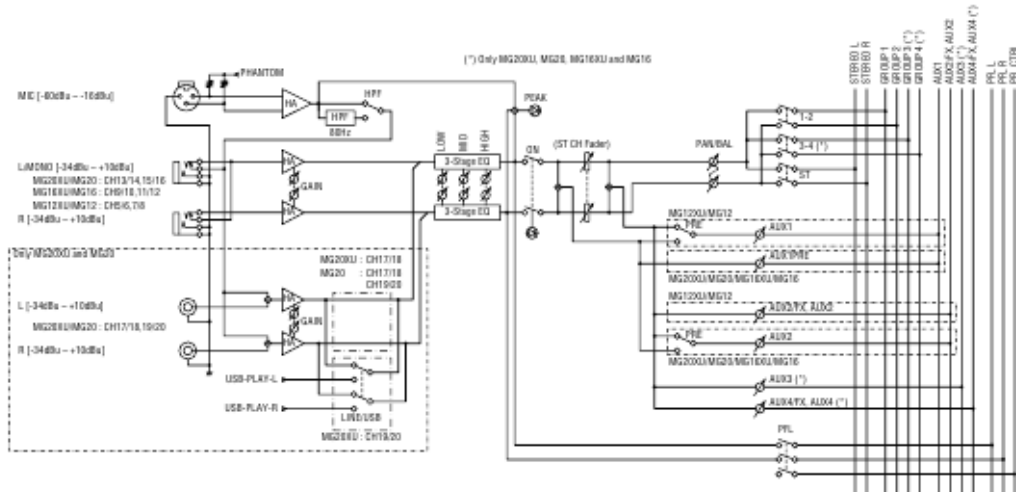 (*) Only MG20XU, MG20, MG16XU and MG16
PHANTOM
MIC [-60dBu ~ -16dBu]
HA
HPF
HPF
80Hz
PEAK
STEREO L
STEREO R
GROUP 1
GROUP 2
GROUP 3 (*)
GROUP 4 (*)
AUX1
AUX2/FX, AUX2
AUX3 (*)
AUX4/FX, AUX4 (*)
PFL L
PFL R
PFL CTRL
LOW
MID
HIGH
ON
(ST CH Fader)
PAN/BAL
1-2
3-4 (*)
ST
L/MONO [-34dBu ~ +10dBu]
MG20XU/MG20 : CH13/14,15/16
MG16XU/MG16 : CH9/10,11/12
MG12XU/MG12 : CH5/6,7/8
R [-34dBu ~ +10dBu]
HA
GAIN
HA
3-Stage EQ
3-Stage EQ
MG12XU/MG12
PRE
AUX1
AUX1/PRE
MG20XU/MG20/MG16XU/MG16
MG12XU/MG12
AUX2/FX, AUX2
PRE
AUX2
MG20XU/MG20/MG16XU/MG16
AUX3 (*)
AUX4/FX, AUX4 (*)
PFL
Only MG20XU and MG20
MG20XU : CH17/18
MG20 : CH17/18
CH19/20
L [-34dBu ~ +10dBu]
MG20XU/MG20 : CH17/18,19/20
R [-34dBu ~ +10dBu]
HA
GAIN
HA
USB-PLAY-L
USB-PLAY-R
LINE/USB
MG20XU : CH19/20